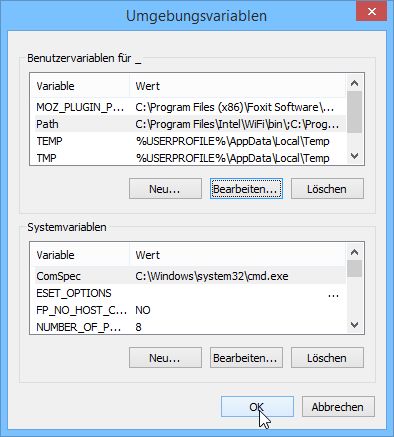 Umgebungsvariablen
Benutzervariablen für _
Variable Wert
MOZ_PLUGIN_P... C:\Program Files (x86)\Foxit Software\...
Path C:\Program Files\Intel\WiFi\bin\;C:\Prog...
TEMP %USERPROFILE%\AppData\Local\Temp
TMP %USERPROFILE%\AppData\Local\Temp
Neu... Bearbeiten... Löschen
Systemvariablen
Variable Wert
ComSpec C:\Windows\system32\cmd.exe
ESET_OPTIONS ...
FP_NO_HOST_C... NO
NUMBER_OF_P... 8
Neu... Bearbeiten... Löschen
OK Abbrechen